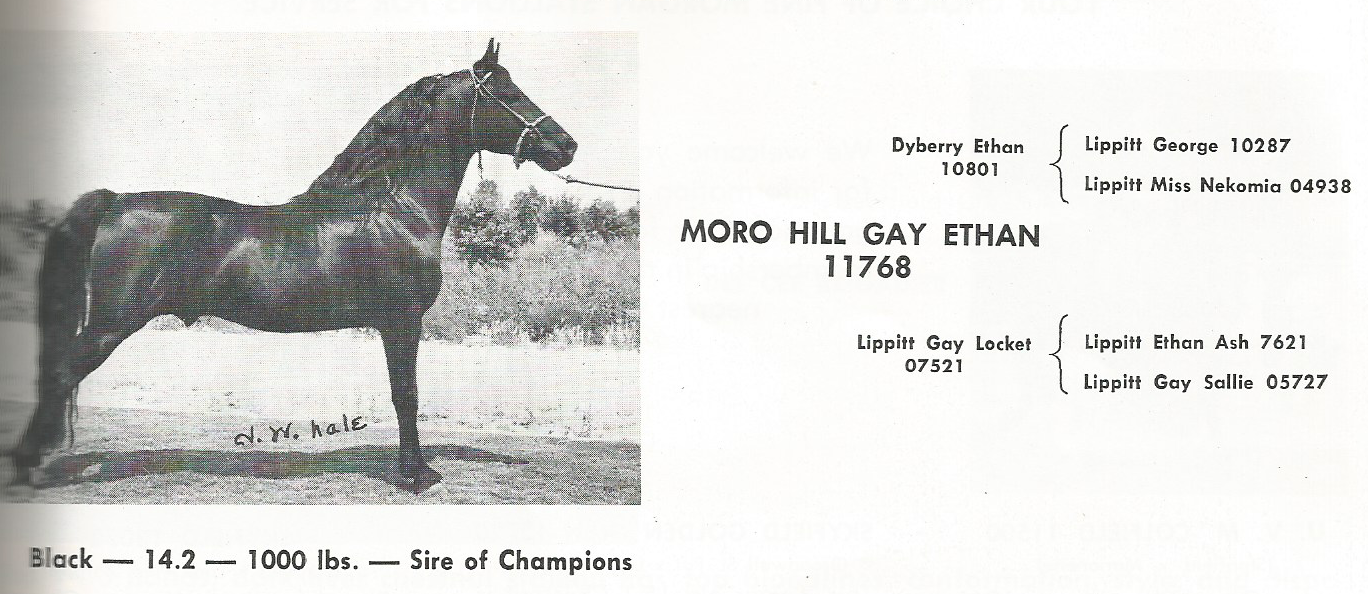 Dyberry Ethan
10801
Lippitt George 10287
Lippitt Miss Nekomia 04938
MORO HILL GAY ETHAN
11768
Lippitt Gay Locket
07521
Lippitt Ethan Ash 7621
Lippitt Gay Sallie 05727
J. W. hale
Black — 14.2 — 1000 lbs. — Sire of Champions